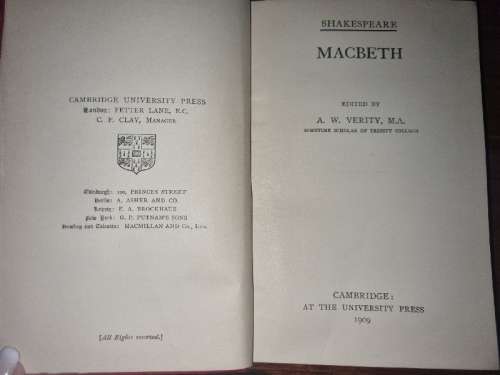 CAMBRIDGE UNIVERSITY PRESS
London: FETTER LANE, E.C.
C. F. CLAY, MANAGER
Edinburgh: 100, PRINCES STREET
Berlin: A. ASHER AND CO.
Leipzig: F. A. BROCKHAUS
New York: G. P. PUTNAM'S SONS
Bombay and Calcutta: MACMILLAN AND CO., LTD.
[All Rights reserved.]
SHAKESPEARE
MACBETH
EDITED BY
A. W. VERITY, M.A.
SOMETIME SCHOLAR OF TRINITY COLLEGE
CAMBRIDGE:
AT THE UNIVERSITY PRESS
1909